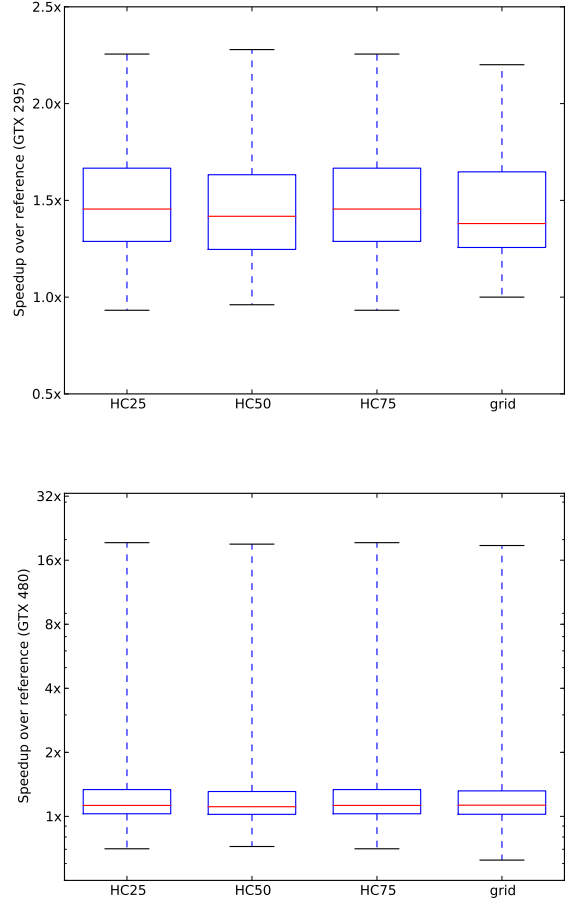 2.5x
2.0x
1.5x
1.0x
0.5x
Speedup over reference (GTX 295)
HC25 HC50 HC75 grid
32x
16x
8x
4x
2x
1x
Speedup over reference (GTX 480)
HC25 HC50 HC75 grid